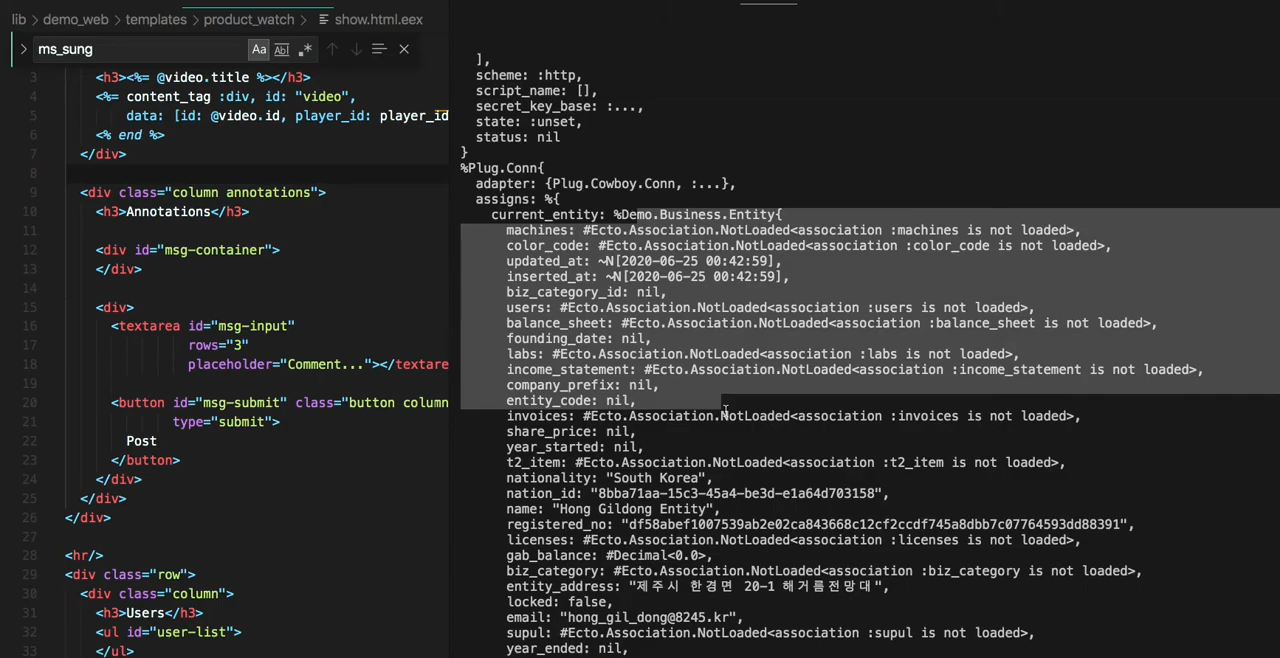 lib > demo_web > templates > product_watch > show.html.eex
ms_sung
Aa Abl .*
3 <h3><%= @video.title %></h3>
4 <%= content_tag :div, id: "video",
5 data: [id: @video.id, player_id: player_id
6 <% end %>
7 </div>
8
9 <div class="column annotations">
10 <h3>Annotations</h3>
11
12 <div id="msg-container">
13 </div>
14
15 <div>
16 <textarea id="msg-input"
17 rows="3"
18 placeholder="Comment..."></textare
19
20 <button id="msg-submit" class="button column
21 type="submit">
22 Post
23 </button>
24 </div>
25 </div>
26 </div>
27
28 <hr/>
29 <div class="row">
30 <div class="column">
31 <h3>Users</h3>
32 <ul id="user-list">
33 </ul>
],
scheme: :http,
script_name: [],
secret_key_base: :...,
state: :unset,
status: nil
}
%Plug.Conn{
adapter: {Plug.Cowboy.Conn, :...},
assigns: %{
current_entity: %Demo.Business.Entity{
machines: #Ecto.Association.NotLoaded<association :machines is not loaded>,
color_code: #Ecto.Association.NotLoaded<association :color_code is not loaded>,
updated_at: ~N[2020-06-25 00:42:59],
inserted_at: ~N[2020-06-25 00:42:59],
biz_category_id: nil,
users: #Ecto.Association.NotLoaded<association :users is not loaded>,
balance_sheet: #Ecto.Association.NotLoaded<association :balance_sheet is not loaded>,
founding_date: nil,
labs: #Ecto.Association.NotLoaded<association :labs is not loaded>,
income_statement: #Ecto.Association.NotLoaded<association :income_statement is not loaded>,
company_prefix: nil,
entity_code: nil,
invoices: #Ecto.Association.NotLoaded<association :invoices is not loaded>,
share_price: nil,
year_started: nil,
t2_item: #Ecto.Association.NotLoaded<association :t2_item is not loaded>,
nationality: "South Korea",
nation_id: "8bba71aa-15c3-45a4-be3d-e1a64d703158",
name: "Hong Gildong Entity",
registered_no: "df58abef1007539ab2e02ca843668c12cf2ccdf745a8dbb7c07764593dd88391",
licenses: #Ecto.Association.NotLoaded<association :licenses is not loaded>,
gab_balance: #Decimal<0.0>,
biz_category: #Ecto.Association.NotLoaded<association :biz_category is not loaded>,
entity_address: "제주시 한경면 20-1 해거름전망대",
locked: false,
email: "hong_gil_dong@8245.kr",
supul: #Ecto.Association.NotLoaded<association :supul is not loaded>,
year_ended: nil,